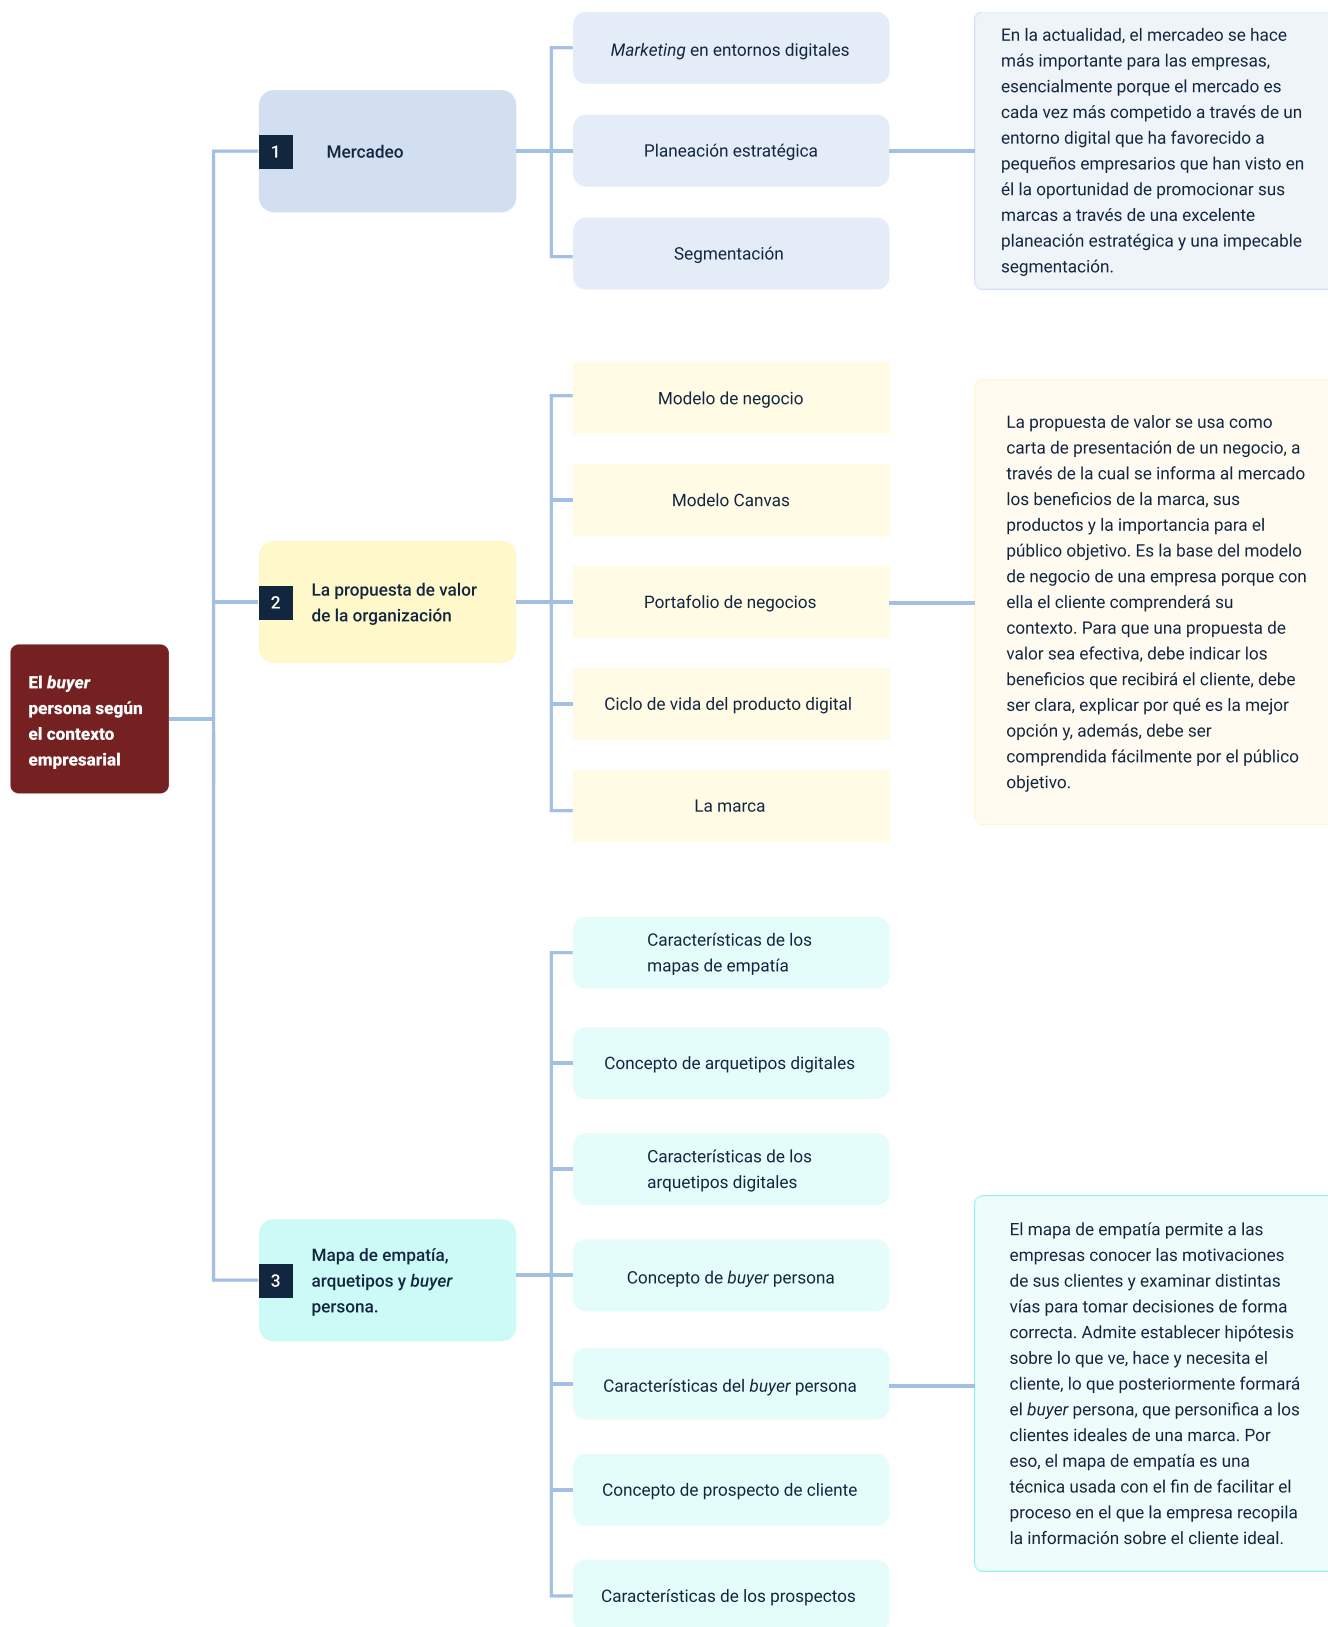 El buyer
persona según
el contexto
empresarial
1
Mercadeo
Marketing en entornos digitales
Planeación estratégica
Segmentación
En la actualidad, el mercadeo se hace
más importante para las empresas,
esencialmente porque el mercado es
cada vez más competido a través de un
entorno digital que ha favorecido a
pequeños empresarios que han visto en
él la oportunidad de promocionar sus
marcas a través de una excelente
planeación estratégica y una impecable
segmentación.
2
La propuesta de valor
de la organización
Modelo de negocio
Modelo Canvas
Portafolio de negocios
Ciclo de vida del producto digital
La marca
La propuesta de valor se usa como
carta de presentación de un negocio, a
través de la cual se informa al mercado
los beneficios de la marca, sus
productos y la importancia para el
público objetivo. Es la base del modelo
de negocio de una empresa porque con
ella el cliente comprenderá su
contexto. Para que una propuesta de
valor sea efectiva, debe indicar los
beneficios que recibirá el cliente, debe
ser clara, explicar por qué es la mejor
opción y, además, debe ser
comprendida fácilmente por el público
objetivo.
3
Mapa de empatía,
arquetipos y buyer
persona.
Características de los
mapas de empatía
Concepto de arquetipos digitales
Características de los
arquetipos digitales
Concepto de buyer persona
Características del buyer persona
Concepto de prospecto de cliente
Características de los prospectos
El mapa de empatía permite a las
empresas conocer las motivaciones
de sus clientes y examinar distintas
vías para tomar decisiones de forma
correcta. Admite establecer hipótesis
sobre lo que ve, hace y necesita el
cliente, lo que posteriormente formará
el buyer persona, que personifica a los
clientes ideales de una marca. Por
eso, el mapa de empatía es una
técnica usada con el fin de facilitar el
proceso en el que la empresa recopila
la información sobre el cliente ideal.